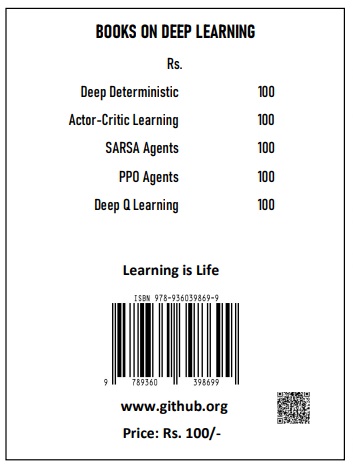 BOOKS ON DEEP LEARNING
Rs.
Deep Deterministic 100
Actor-Critic Learning 100
SARSA Agents 100
PPO Agents 100
Deep Q Learning 100
Learning is Life
ISBN 978-936039869-9
9 789360 398699
www.github.org
Price: Rs. 100/-